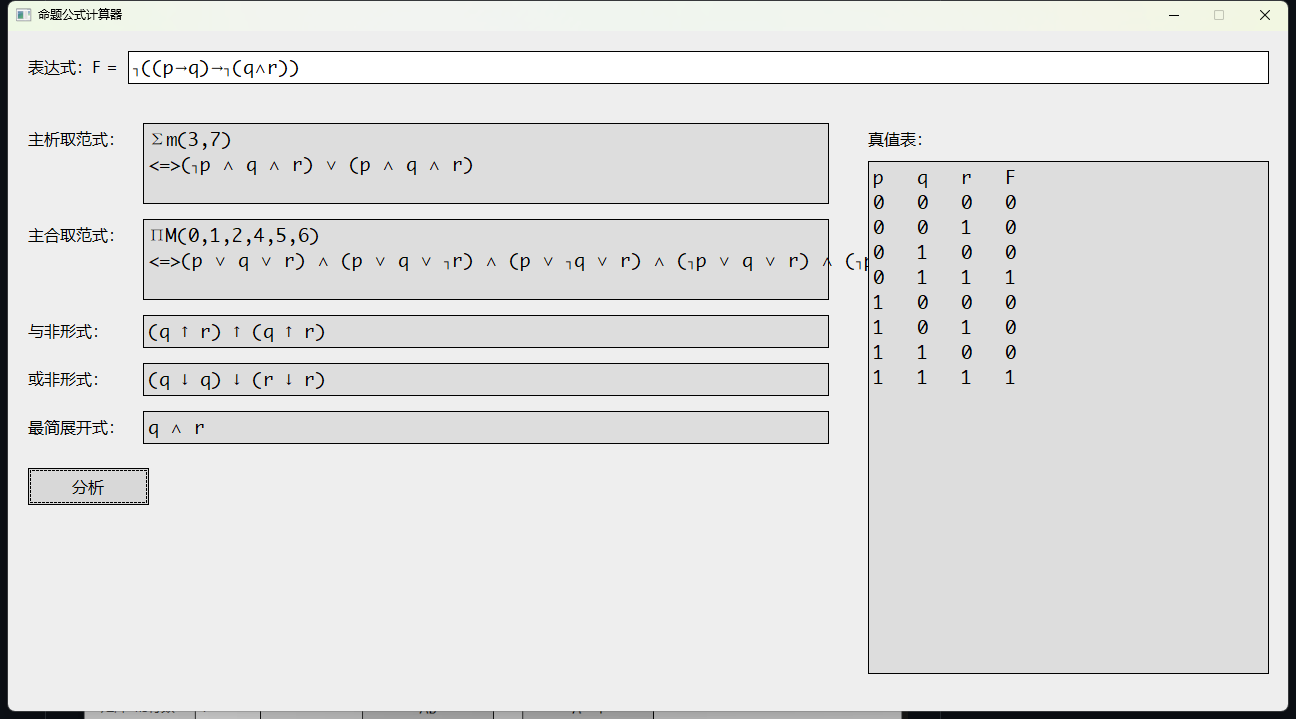 命题公式计算器
表达式: F = ┐((p→q)→┐(q∧r))
主析取范式:
∑m(3,7)
<=>(┐p ∧ q ∧ r) ∨ (p ∧ q ∧ r)
主合取范式:
∏M(0,1,2,4,5,6)
<=>(p ∨ q ∨ r) ∧ (p ∨ q ∨ ┐r) ∧ (p ∨ ┐q ∨ r) ∧ (┐p ∨ q ∨ r) ∧ (┐p
与非形式: (q ↑ r) ↑ (q ↑ r)
或非形式: (q ↓ q) ↓ (r ↓ r)
最简展开式: q ∧ r
分析
真值表:
p q r F
0 0 0 0
0 0 1 0
0 1 0 0
0 1 1 1
1 0 0 0
1 0 1 0
1 1 0 0
1 1 1 1